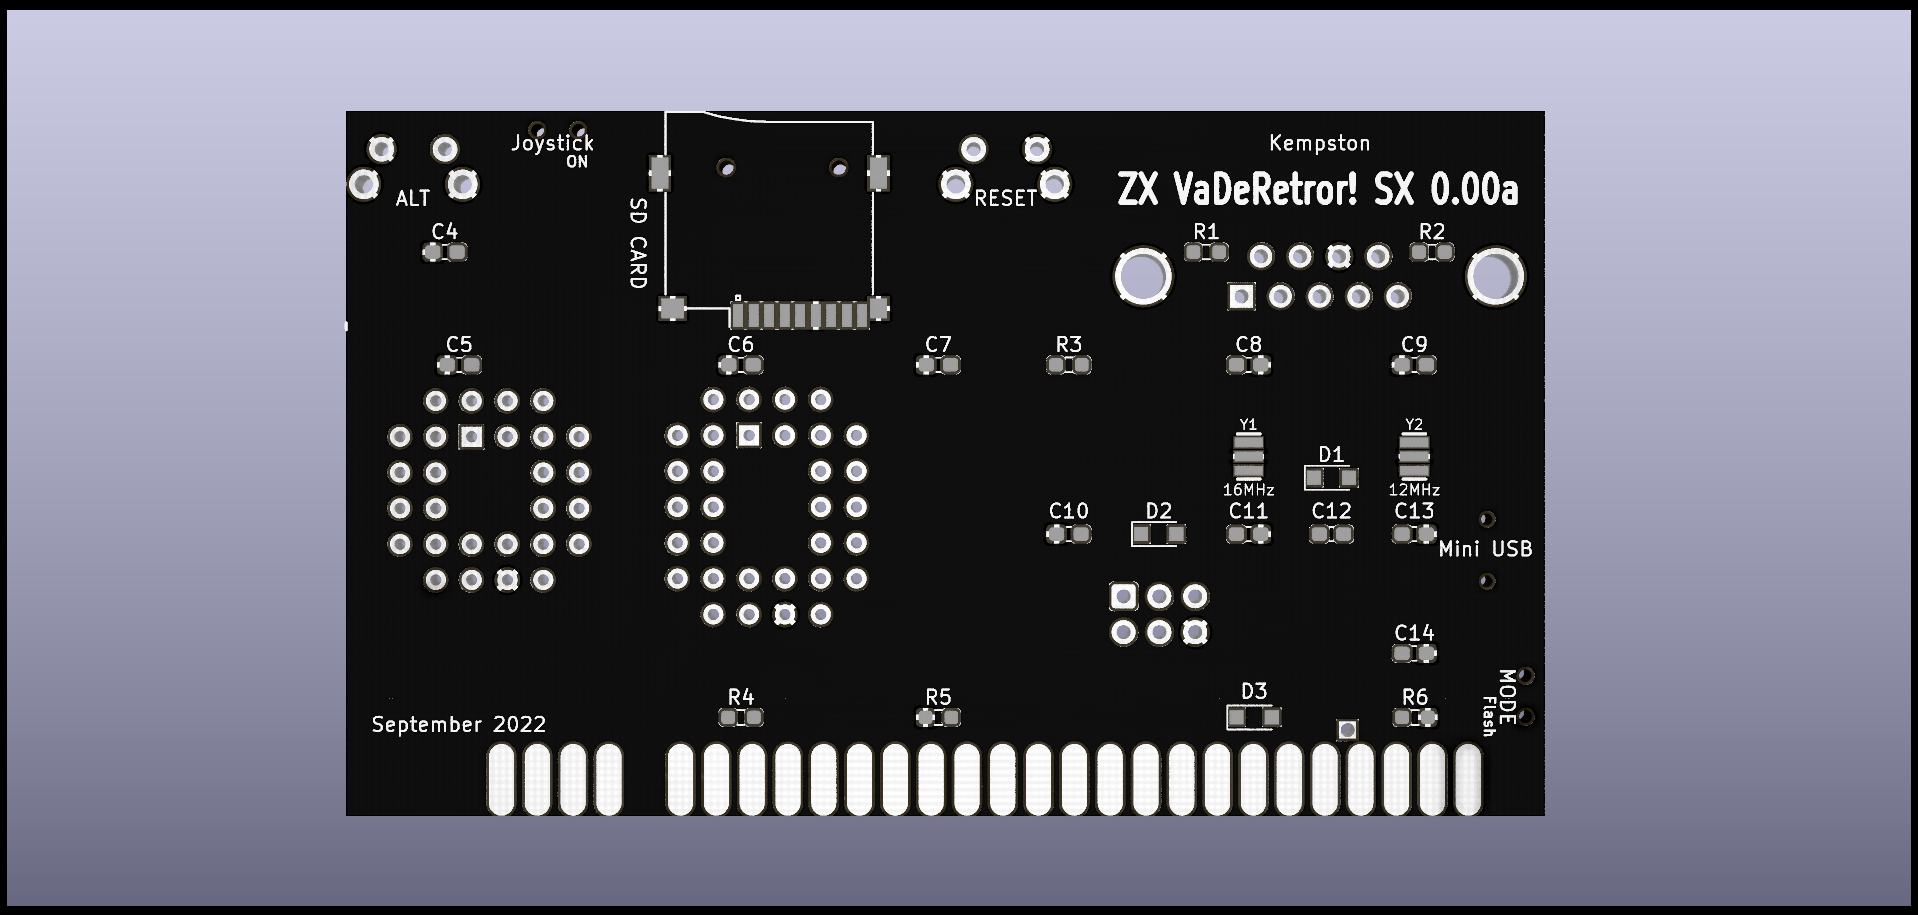 Joystick
ON
Kempston
ZX VaDeRetror! SX 0.00a
ALT
RESET
SD CARD
C4
R1
R2
C5
C6
C7
R3
C8
C9
Y1
Y2
D1
16MHz
12MHz
C10
D2
C11
C12
C13
Mini USB
C14
MODE
Flash
R4
R5
D3
R6
September 2022